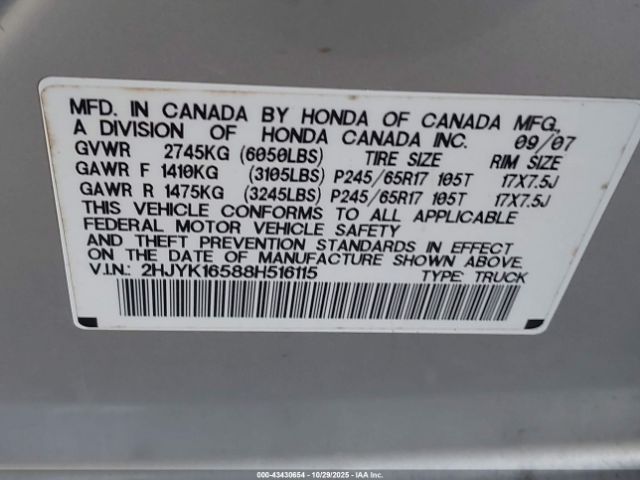 MFD. IN CANADA BY HONDA OF CANADA MFG.,
A DIVISION OF HONDA CANADA INC. 09/07
GVWR 2745KG (6050LBS) TIRE SIZE RIM SIZE
GAWR F 1410KG (3105LBS) P245/65R17 105T 17X7.5J
GAWR R 1475KG (3245LBS) P245/65R17 105T 17X7.5J
THIS VEHICLE CONFORMS TO ALL APPLICABLE
FEDERAL MOTOR VEHICLE SAFETY
AND THEFT PREVENTION STANDARDS IN EFFECT
ON THE DATE OF MANUFACTURE SHOWN ABOVE.
V.I.N.: 2HJYK16588H516115 TYPE: TRUCK
000-43430654 - 10/29/2025 - IAA Inc.